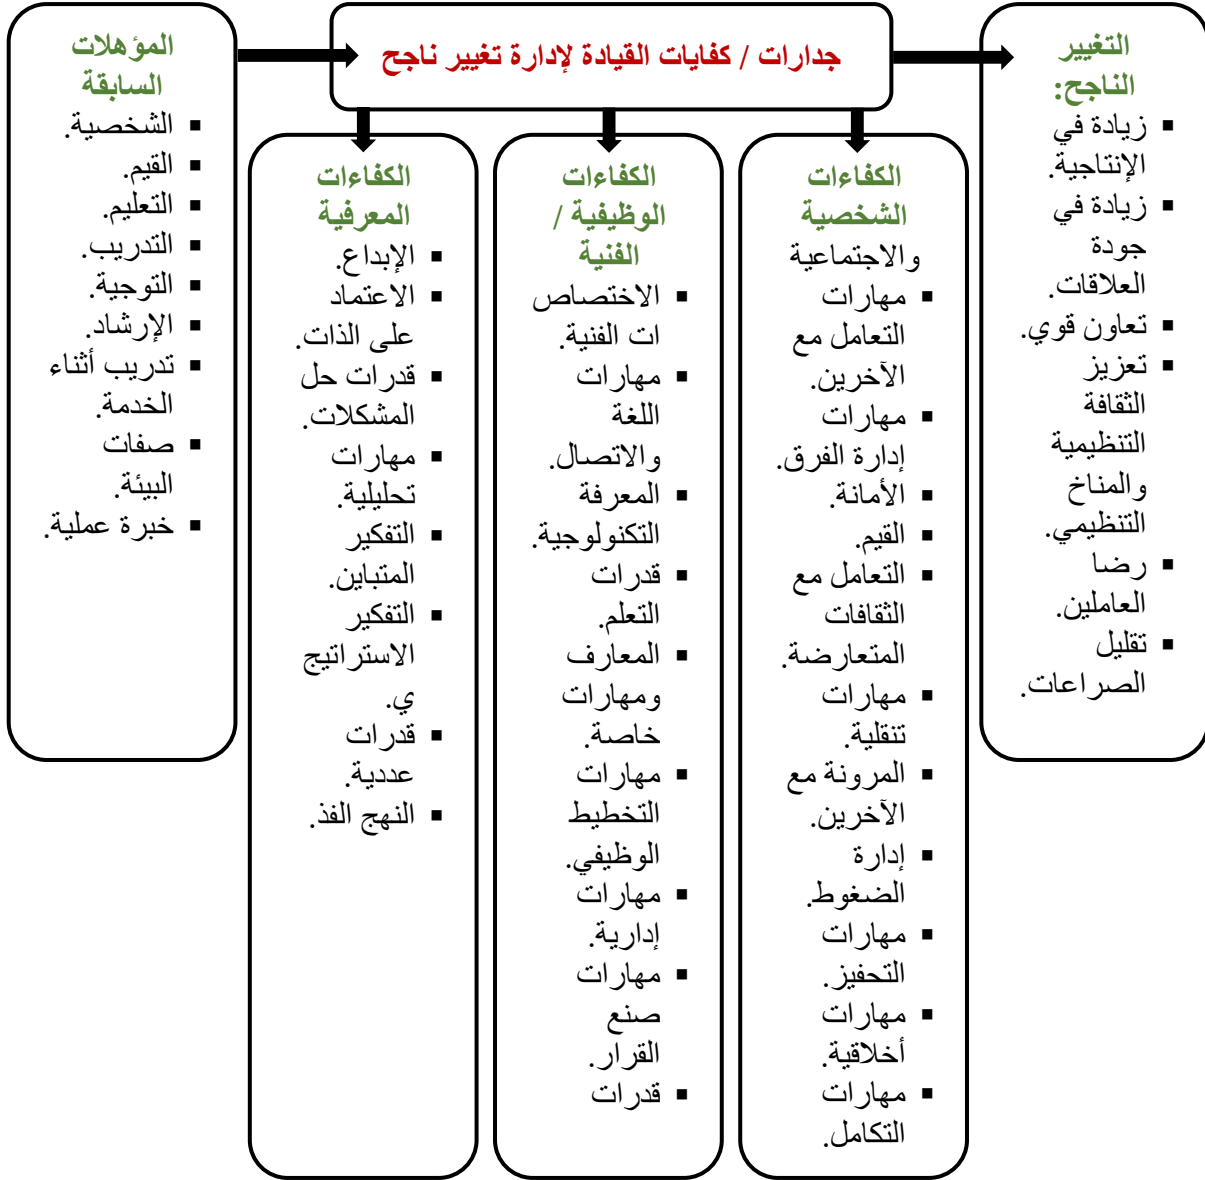 جدارات / كفايات القيادة لإدارة تغيير ناجح
التغيير
الناجح:
▪ زيادة في
الإنتاجية.
▪ زيادة في
جودة
العلاقات.
▪ تعاون قوي.
▪ تعزيز
الثقافة
التنظيمية
والمناخ
التنظيمي.
▪ رضا
العاملين.
▪ تقليل
الصراعات.
الكفاءات
الشخصية
والاجتماعية
▪ مهارات
التعامل مع
الآخرين.
▪ مهارات
إدارة الفرق.
▪ الأمانة.
▪ القيم.
▪ التعامل مع
الثقافات
المتعارضة.
▪ مهارات
تنقلية.
▪ المرونة مع
الآخرين.
▪ إدارة
الضغوط.
▪ مهارات
التحفيز.
▪ مهارات
أخلاقية.
▪ مهارات
التكامل.
الكفاءات
الوظيفية /
الفنية
▪ الاختصاص
ات الفنية.
▪ مهارات
اللغة
والاتصال.
▪ المعرفة
التكنولوجية.
▪ قدرات
التعلم.
▪ المعارف
ومهارات
خاصة.
▪ مهارات
التخطيط
الوظيفي.
▪ مهارات
إدارية.
▪ مهارات
صنع
القرار.
▪ قدرات
الكفاءات
المعرفية
▪ الإبداع.
▪ الاعتماد
على الذات.
▪ قدرات حل
المشكلات.
▪ مهارات
تحليلية.
▪ التفكير
المتباين.
▪ التفكير
الاستراتيج
ي.
▪ قدرات
عددية.
▪ النهج الفذ.
المؤهلات
السابقة
▪ الشخصية.
▪ القيم.
▪ التعليم.
▪ التدريب.
▪ التوجية.
▪ الإرشاد.
▪ تدريب أثناء
الخدمة.
▪ صفات
البيئة.
▪ خبرة عملية.